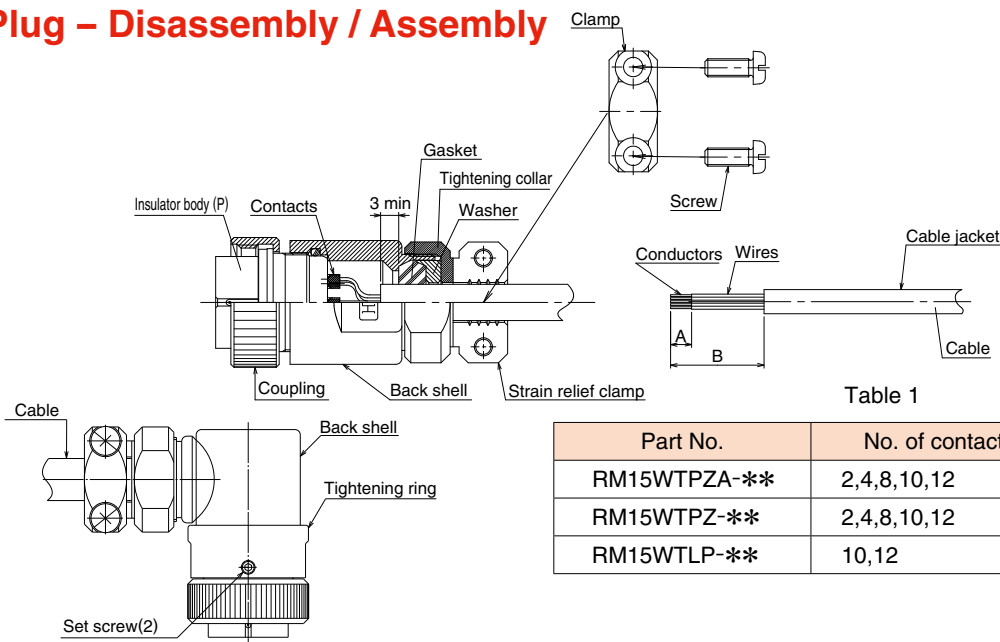 Plug – Disassembly / Assembly
Clamp
Screw
Gasket
Tightening collar
3 min
Washer
Insulator body (P)
Contacts
Coupling
Back shell
Strain relief clamp
Cable jacket
Conductors
Wires
A
B
Cable
Cable
Back shell
Tightening ring
Set screw(2)
Table 1
Part No. No. of contac
RM15WTPZA-** 2,4,8,10,12
RM15WTPZ-** 2,4,8,10,12
RM15WTLP-** 10,12